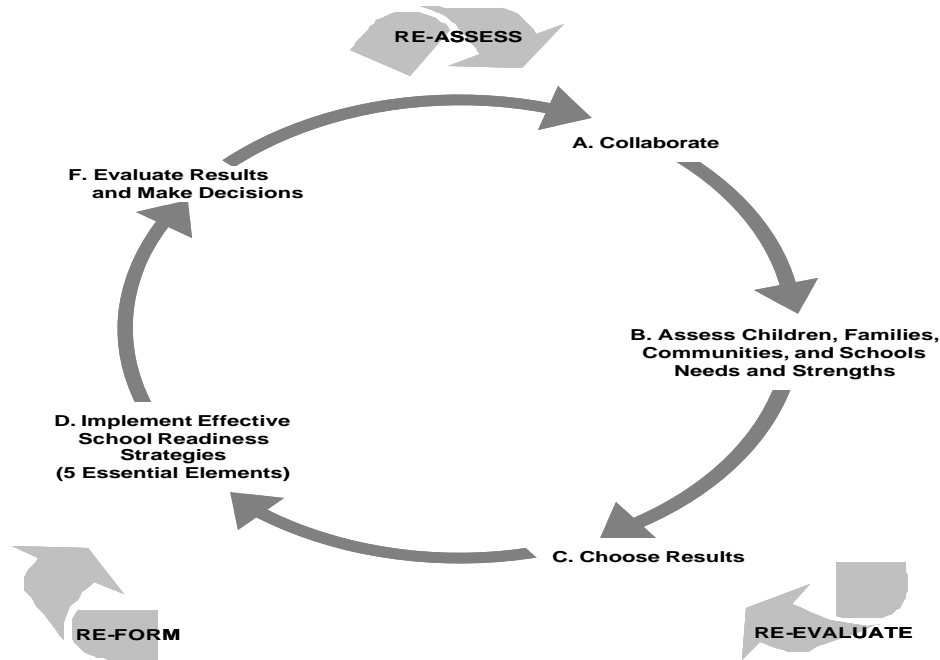 RE-ASSESS
A. Collaborate
F. Evaluate Results
and Make Decisions
B. Assess Children, Families,
Communities, and Schools
Needs and Strengths
D. Implement Effective
School Readiness
Strategies
(5 Essential Elements)
C. Choose Results
RE-FORM
RE-EVALUATE